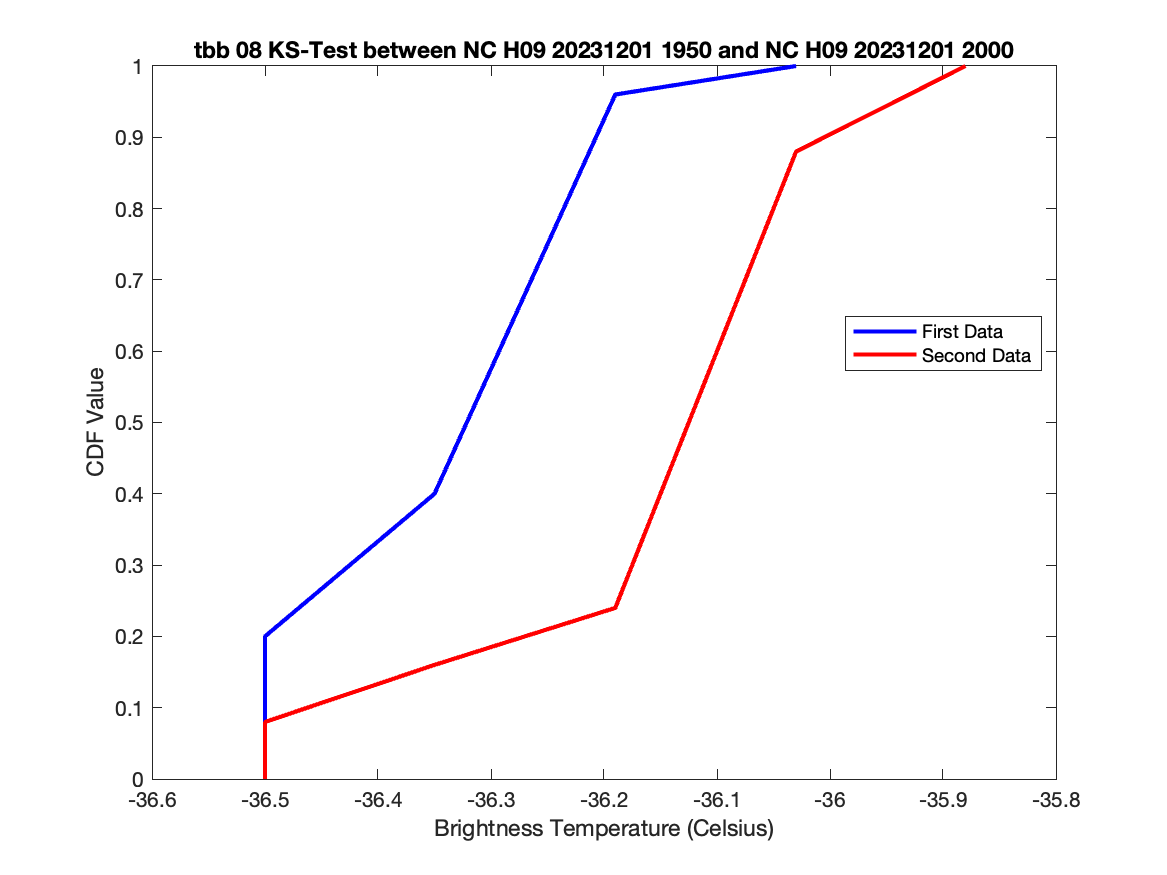 tbb 08 KS-Test between NC H09 20231201 1950 and NC H09 20231201 2000
1
0.9
0.8
0.7
0.6
0.5
0.4
0.3
0.2
0.1
0
CDF Value
First Data
Second Data
-36.6 -36.5 -36.4 -36.3 -36.2 -36.1 -36 -35.9 -35.8
Brightness Temperature (Celsius)